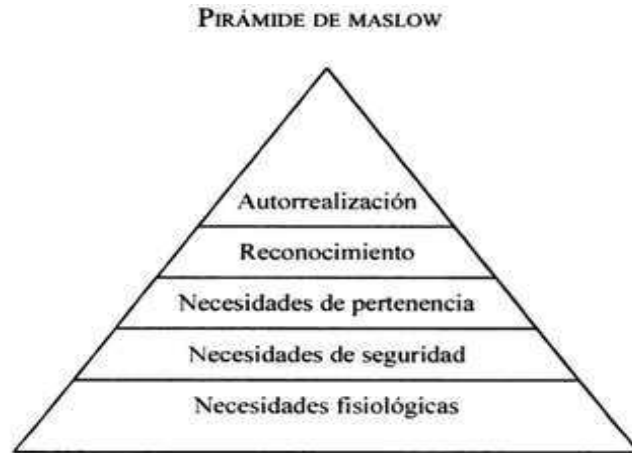 PIRÁMIDE DE MASLOW
Autorrealización
Reconocimiento
Necesidades de pertenencia
Necesidades de seguridad
Necesidades fisiológicas